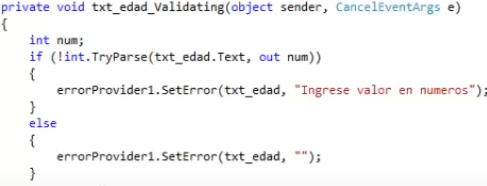 private void txt_edad_Validating(object sender, CancelEventArgs e)
{
    int num;
    if (!int.TryParse(txt_edad.Text, out num))
    {
        errorProvider1.SetError(txt_edad, "Ingrese valor en numeros");
    }
    else
    {
        errorProvider1.SetError(txt_edad, "");
    }